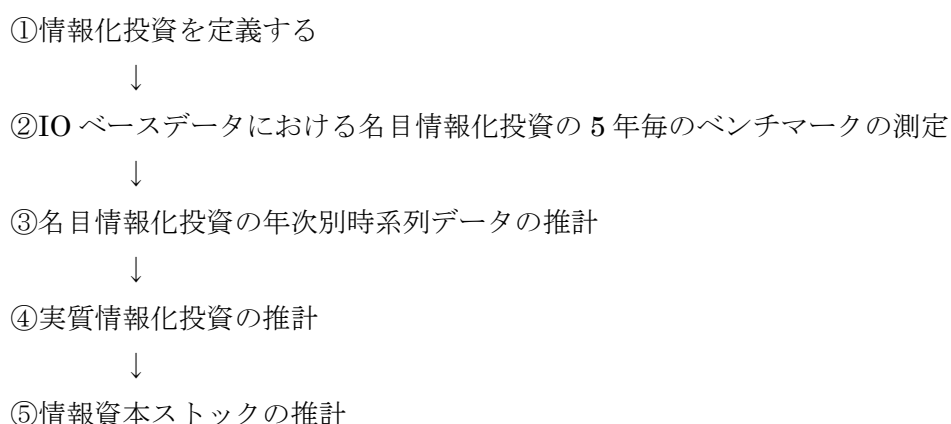 ①情報化投資を定義する
↓
②IO ベースデータにおける名目情報化投資の 5 年毎のベンチマークの測定
↓
③名目情報化投資の年次別時系列データの推計
↓
④実質情報化投資の推計
↓
⑤情報資本ストックの推計